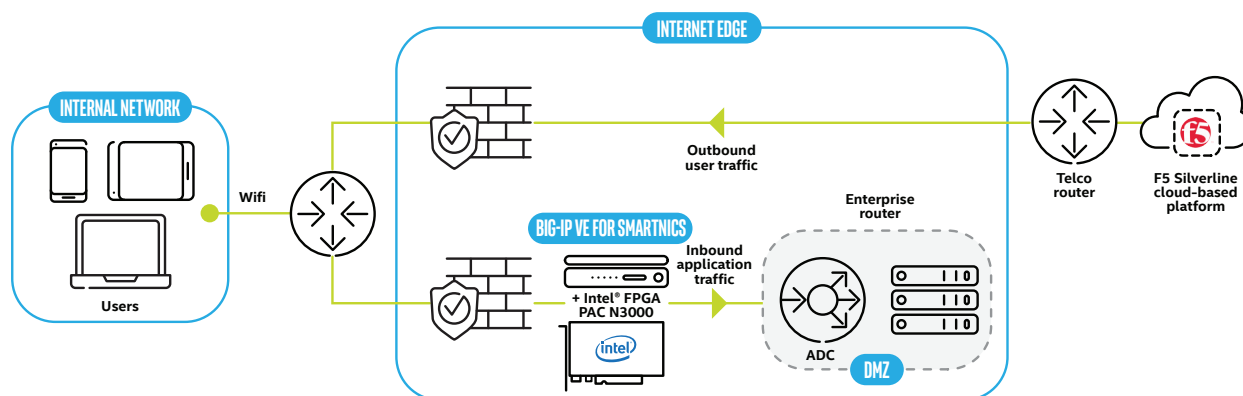 INTERNET EDGE
INTERNAL NETWORK
Users
Wifi
Outbound
user traffic
BIG-IP VE FOR SMARTNICS
+ Intel® FPGA
PAC N3000
intel
Inbound
application
traffic
Enterprise
router
ADC
DMZ
Telco
router
f5
F5 Silverline
cloud-based
platform